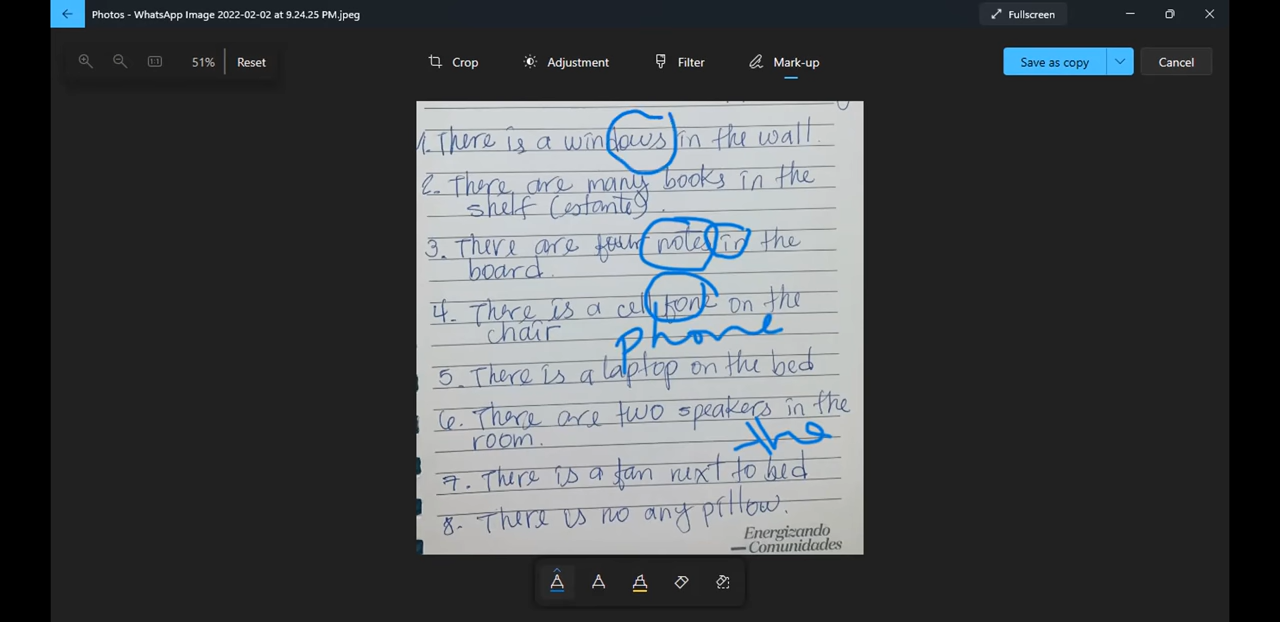 Photos - WhatsApp Image 2022-02-02 at 9.24.25 PM.jpeg
Fullscreen
51%
Reset
Crop
Adjustment
Filter
Mark-up
Save as copy
Cancel
1. There is a windows in the wall.
2. There are many books in the
shelf (estante).
3. There are four notes in the
board.
4. There is a cellfone on the
chair
phone
5. There is a laptop on the bed
6. There are two speakers in the
room.
the
7. There is a fan next to bed
8. There is no any pillow.
Energizando
Comunidades